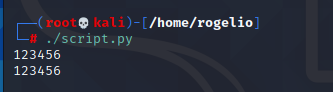 ┌──(root💀kali)-[/home/rogelio]
└─# ./script.py
123456
123456